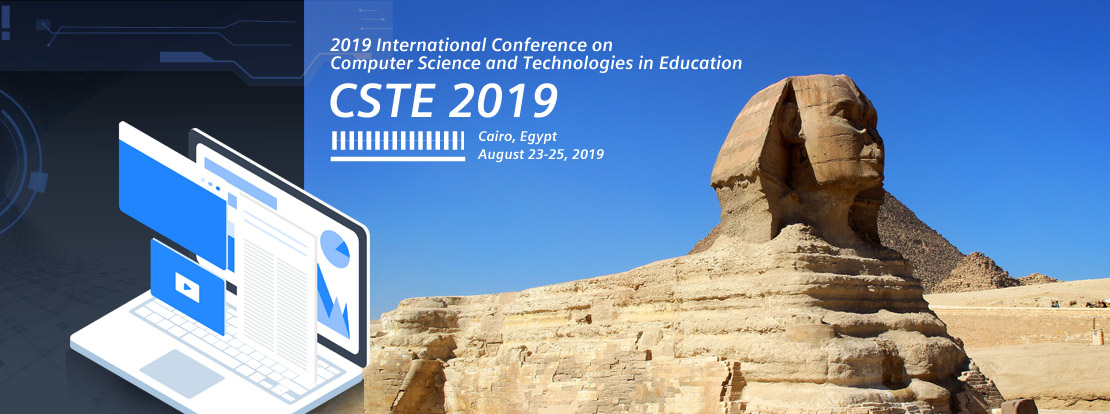 2019 International Conference on
Computer Science and Technologies in Education
CSTE 2019
Cairo, Egypt
August 23-25, 2019